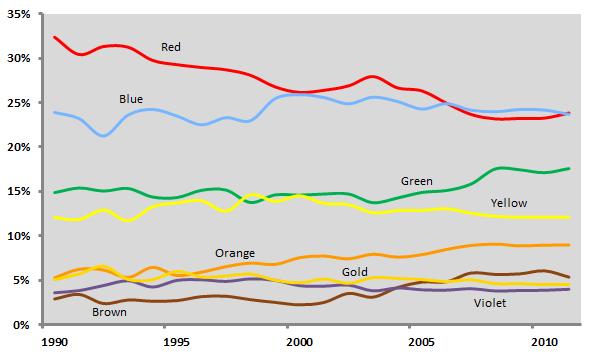 35%
30%
25%
20%
15%
10%
5%
0%
Red
Blue
Green
Yellow
Orange
Gold
Brown
Violet
1990 1995 2000 2005 2010